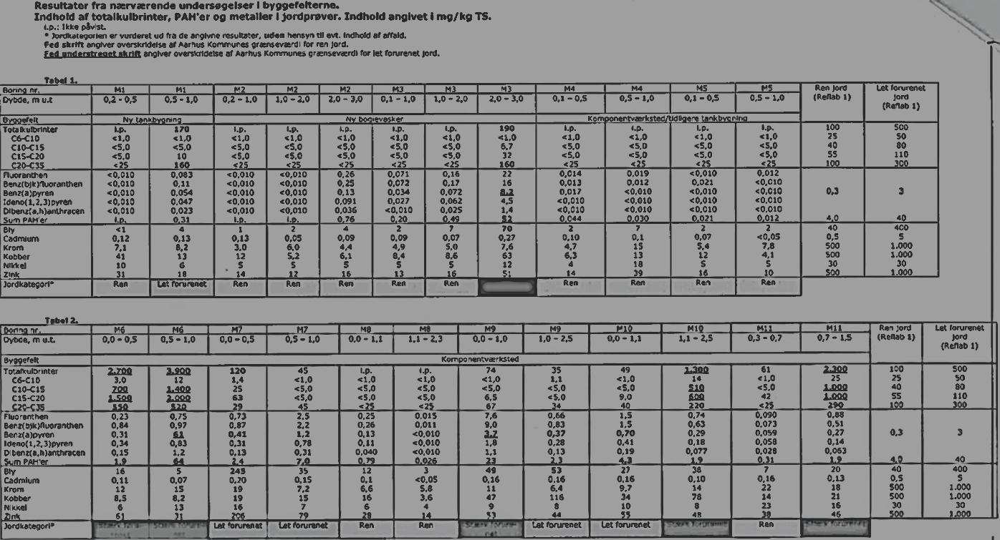 Resultater fra nærværende undersøgelser i byggefelterne.
Indhold af totalkulbrinter, PAH'er og metaller i jordprøver. Indhold angivet i mg/kg TS.
i.p.: Ikke påvist.
* Jordkategorien er vurderet ud fra de angivne resultater, uden hensyn til evt. indhold af affald.
Fed skrift angiver overskridelse af Aarhus Kommunes grænseværdi for ren jord.
Fed understreget skrift angiver overskridelse af Aarhus Kommunes grænseværdi for let forurenet jord.
Tabel 1.
Boring nr. M1 M1 M2 M2 M2 M3 M3 M3 M4 M4 M5 M5 Ren jord Let forurenet
Dybde, m u.t 0,2 - 0,5 0,5 - 1,0 0,2 - 1,0 1,0 - 2,0 2,0 - 3,0 0,1 - 1,0 1,0 - 2,0 2,0 - 3,0 0,1 - 0,5 0,5 - 1,0 0,1 - 0,5 0,5 - 1,0 (Reflab 1) jord
(Reflab 1)
Byggefelt Ny tankbygning Ny bogievasker Komponentværksted/tidligere tankbygning
Totalkulbrinter i.p. 170 i.p. i.p. i.p. i.p. i.p. 190 i.p. i.p. i.p. i.p. 100 500
C6-C10 <1,0 <1,0 <1,0 <1,0 <1,0 <1,0 <1,0 <1,0 <1,0 <1,0 <1,0 <1,0 25 50
C10-C15 <5,0 <5,0 <5,0 <5,0 <5,0 <5,0 <5,0 6,7 <5,0 <5,0 <5,0 <5,0 40 80
C15-C20 <5,0 10 <5,0 <5,0 <5,0 <5,0 <5,0 32 <5,0 <5,0 <5,0 <5,0 55 110
C20-C35 <25 160 <25 <25 <25 <25 <25 160 <25 <25 <25 <25 100 300
Fluoranthen <0,010 0,083 <0,010 <0,010 0,26 0,071 0,16 22 0,014 0,019 <0,010 0,012
Benz(bjk)fluoranthen <0,010 0,11 <0,010 <0,010 0,25 0,072 0,17 16 0,013 0,012 0,021 <0,010
Benz(a)pyren <0,010 0,054 <0,010 <0,010 0,13 0,034 0,072 8,2 0,017 <0,010 <0,010 <0,010 0,3 3
Ideno(1,2,3)pyren <0,010 0,047 <0,010 <0,010 0,091 0,027 0,062 4,5 <0,010 <0,010 <0,010 <0,010
Dibenz(a,h)anthracen <0,010 0,023 <0,010 <0,010 0,036 <0,010 0,025 1,4 <0,010 <0,010 <0,010 <0,010
Sum PAH'er i.p. 0,31 i.p. i.p. 0,76 0,20 0,49 52 0,044 0,030 0,021 0,012 4,0 40
Bly <1 4 1 2 4 2 7 70 2 7 2 2 40 400
Cadmium 0,12 0,13 0,13 0,05 0,09 0,09 0,07 0,27 0,10 0,1 0,07 <0,05 0,5 5
Krom 7,1 8,2 3,0 6,0 4,4 4,9 5,0 7,6 4,7 15 5,4 7,8 500 1.000
Kobber 41 13 12 5,2 6,1 8,4 8,6 63 6,3 13 12 4,1 500 1.000
Nikkel 10 6 5 5 5 5 5 12 4 18 5 5 30 30
Zink 31 18 14 12 16 13 16 51 14 39 16 10 500 1.000
Jordkategori* Ren Let forurenet Ren Ren Ren Ren Ren Ren Ren Ren Ren
Tabel 2.
Boring nr. M6 M6 M7 M7 M8 M8 M9 M9 M10 M10 M11 M11 Ren jord Let forurenet
Dybde, m u.t. 0,0 - 0,5 0,5 - 1,0 0,0 - 0,5 0,5 - 1,0 0,0 - 1,1 1,1 - 2,3 0,0 - 1,0 1,0 - 2,5 0,0 - 1,1 1,1 - 2,5 0,3 - 0,7 0,7 - 1,5 (Reflab 1) jord
(Reflab 1)
Byggefelt Komponentværksted
Totalkulbrinter 2.700 3.900 120 45 i.p. i.p. 74 35 49 1.300 61 2.300 100 500
C6-C10 3,0 12 1,4 <1,0 <1,0 <1,0 <1,0 1,1 <1,0 14 <1,0 25 25 50
C10-C15 700 1.400 25 <5,0 <5,0 <5,0 <5,0 <5,0 <5,0 510 <5,0 1.000 40 80
C15-C20 1.500 2.000 63 <5,0 <5,0 <5,0 6,5 <5,0 9,0 600 42 1.000 55 110
C20-C35 550 520 29 45 <25 <25 67 34 40 220 <25 290 100 300
Fluoranthen 0,23 0,75 0,73 2,5 0,25 0,015 7,6 0,66 1,5 0,74 0,090 0,88
Benz(bjk)fluoranthen 0,84 0,97 0,87 2,2 0,26 0,011 9,0 0,83 1,5 0,63 0,073 0,51
Benz(a)pyren 0,31 61 0,41 1,2 0,13 <0,010 3,7 0,37 0,70 0,29 0,059 0,27 0,3 3
Ideno(1,2,3)pyren 0,34 0,83 0,31 0,78 0,11 <0,010 1,8 0,28 0,41 0,18 0,058 0,14
Dibenz(a,h)anthracen 0,15 1,2 0,13 0,31 0,040 <0,010 1,1 0,13 0,19 0,077 0,028 0,063
Sum PAH'er 1,9 64 2,4 7,0 0,79 0,026 23 2,3 4,3 1,9 0,31 1,9 4,0 40
Bly 16 5 245 35 12 3 49 53 27 38 7 20 40 400
Cadmium 0,11 0,07 0,20 0,15 0,1 <0,05 0,16 0,16 0,16 0,10 0,16 0,13 0,5 5
Krom 12 15 19 7,2 6,6 5,8 11 6,4 9,7 14 22 18 500 1.000
Kobber 8,5 8,2 19 15 16 3,6 47 116 34 78 14 21 500 1.000
Nikkel 6 13 16 7 6 4 9 8 10 8 23 16 30 30
Zink 61 31 206 79 28 14 53 44 55 48 38 46 500 1.000
Jordkategori* Let forurenet Let forurenet Ren Ren Let forurenet Let forurenet Ren